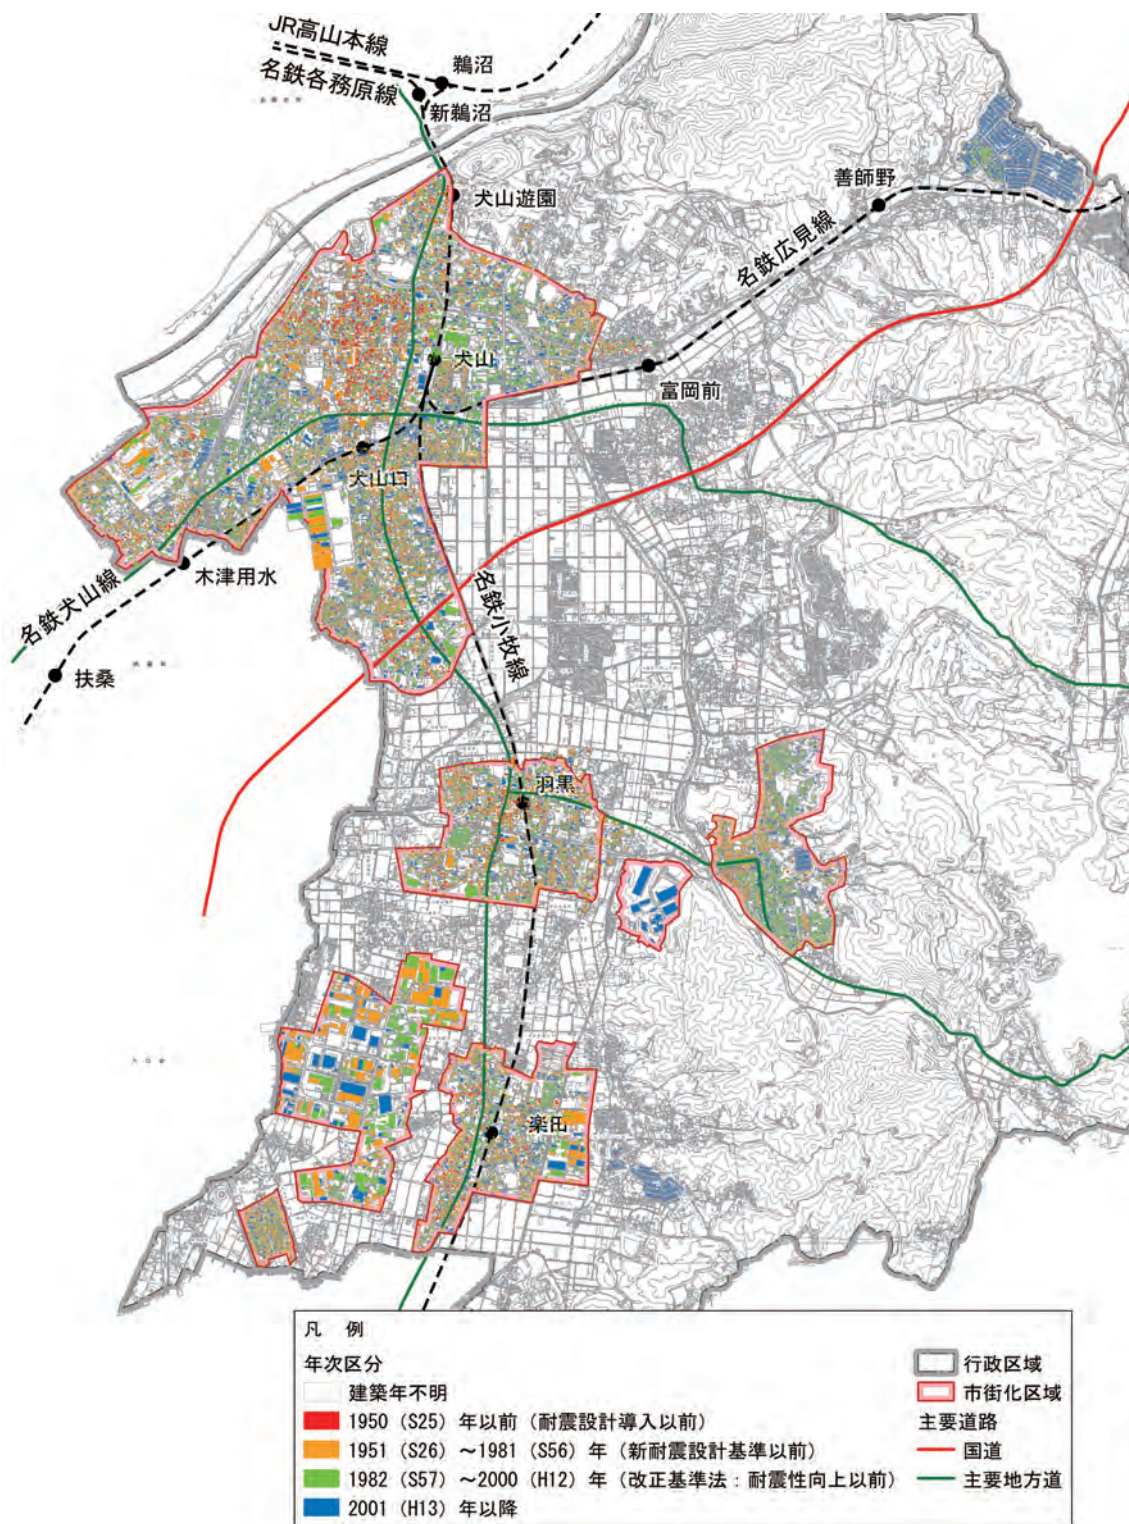 JR高山本線
名鉄各務原線
鵜沼
新鵜沼
犬山遊園
善師野
名鉄広見線
犬山
富岡前
犬山口
木津用水
名鉄犬山線
扶桑
名鉄小牧線
羽黒
楽田
凡 例
年次区分
建築年不明
1950 (S25) 年以前 (耐震設計導入以前)
1951 (S26) ～1981 (S56) 年 (新耐震設計基準以前)
1982 (S57) ～2000 (H12) 年 (改正基準法：耐震性向上以前)
2001 (H13) 年以降
行政区域
市街化区域
主要道路
国道
主要地方道